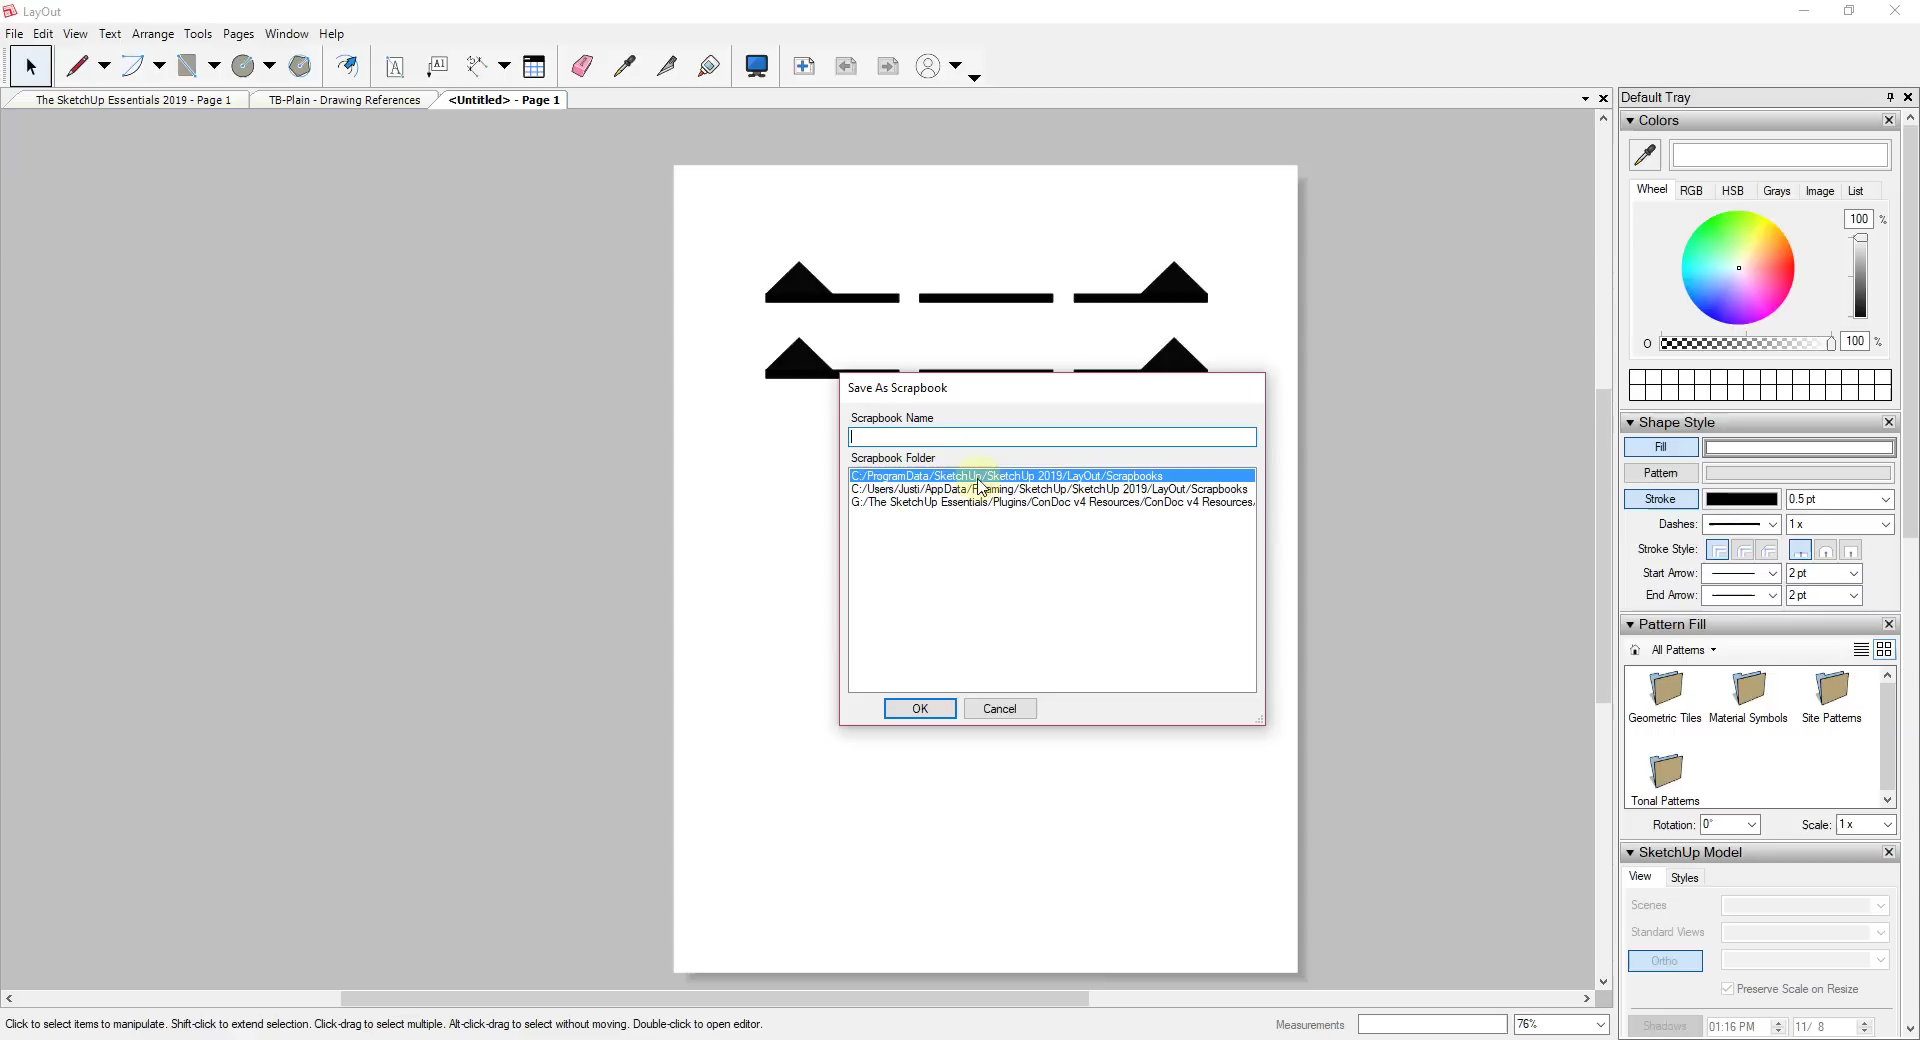 LayOut
File Edit View Text Arrange Tools Pages Window Help
The SketchUp Essentials 2019 - Page 1 TB-Plain - Drawing References <Untitled> - Page 1
Default Tray
Colors
Wheel RGB HSB Grays Image List
100 %
O 100 %
Shape Style
Fill
Pattern
Stroke 0.5 pt
Dashes: 1 x
Stroke Style:
Start Arrow: 2 pt
End Arrow: 2 pt
Pattern Fill
All Patterns
Geometric Tiles Material Symbols Site Patterns
Tonal Patterns
Rotation: 0° Scale: 1 x
SketchUp Model
View Styles
Scenes
Standard Views
Ortho
Preserve Scale on Resize
Shadows 01:16 PM 11/ 8
Save As Scrapbook
Scrapbook Name
Scrapbook Folder
C:/ProgramData/SketchUp/SketchUp 2019/LayOut/Scrapbooks
C:/Users/Justi/AppData/Roaming/SketchUp/SketchUp 2019/LayOut/Scrapbooks
G:/The SketchUp Essentials/Plugins/ConDoc v4 Resources/ConDoc v4 Resources/
OK Cancel
Click to select items to manipulate. Shift-click to extend selection. Click-drag to select multiple. Alt-click-drag to select without moving. Double-click to open editor.
Measurements 76%